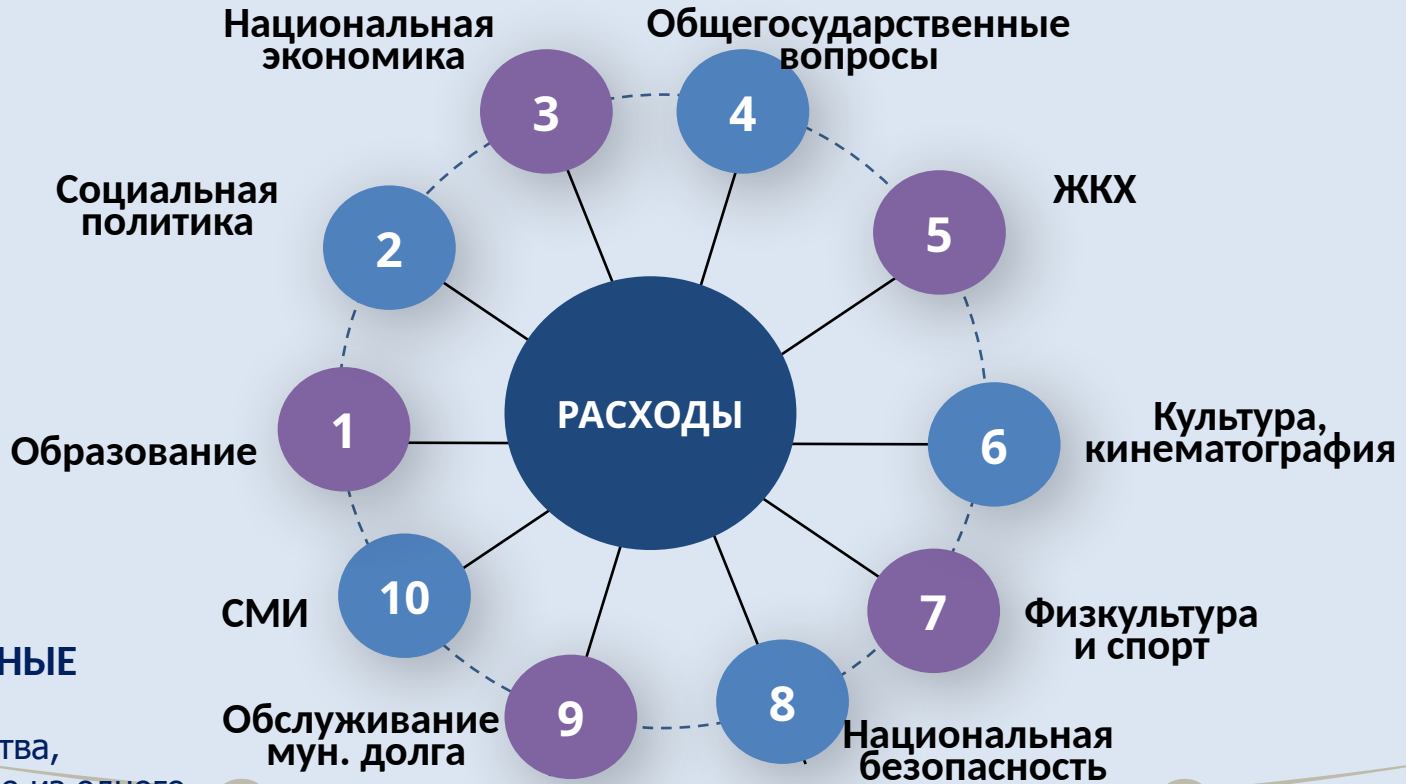 Национальная
экономика
3
Общегосударственные
вопросы
4
Социальная
политика
2
ЖКХ
5
РАСХОДЫ
Образование
1
Культура,
кинематография
6
СМИ
10
Физкультура
и спорт
7
Обслуживание
мун. долга
9
Национальная
безопасность
8
НЫЕ
тва,